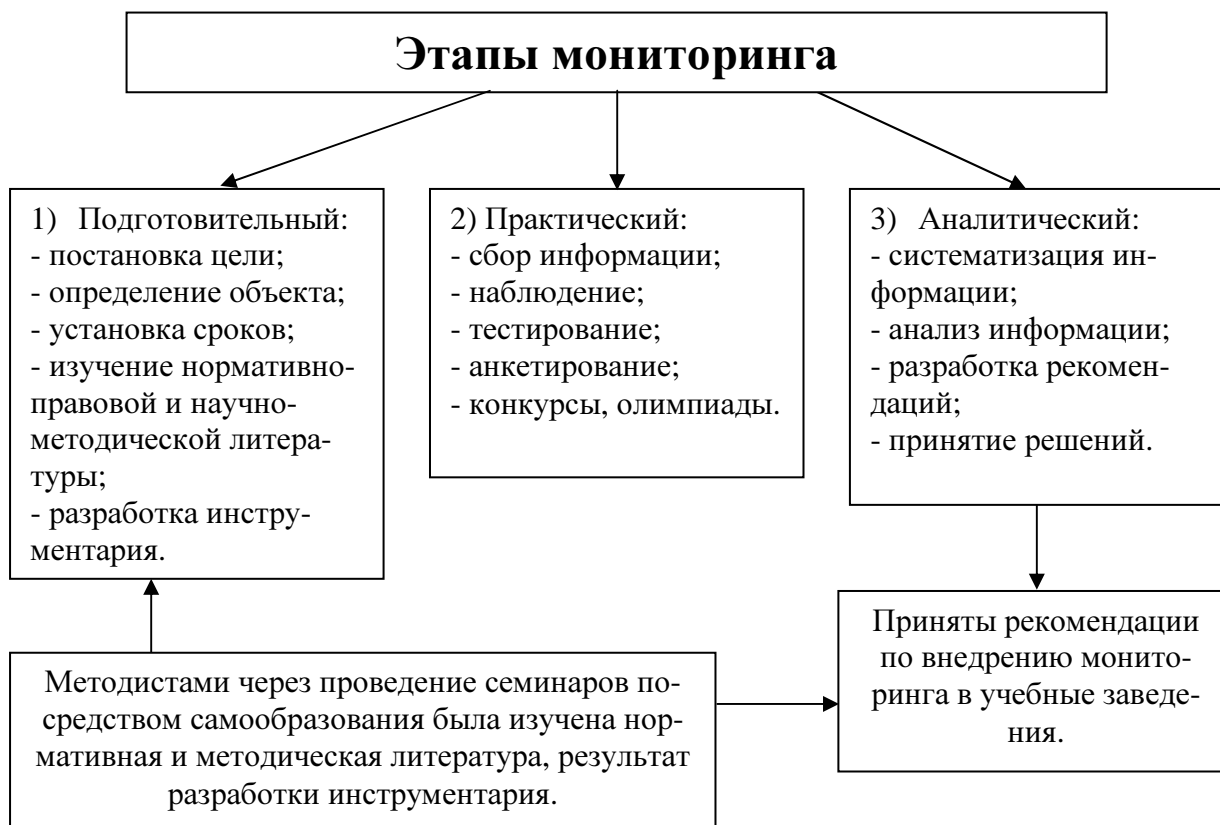 Этапы мониторинга
1) Подготовительный:
- постановка цели;
- определение объекта;
- установка сроков;
- изучение нормативно-
правовой и научно-
методической литера-
туры;
- разработка инстру-
ментария.
2) Практический:
- сбор информации;
- наблюдение;
- тестирование;
- анкетирование;
- конкурсы, олимпиады.
3) Аналитический:
- систематизация ин-
формации;
- анализ информации;
- разработка рекомен-
даций;
- принятие решений.
Методистами через проведение семинаров по-
средством самообразования была изучена нор-
мативная и методическая литература, результат
разработки инструментария.
Приняты рекомендации
по внедрению монито-
ринга в учебные заведе-
ния.